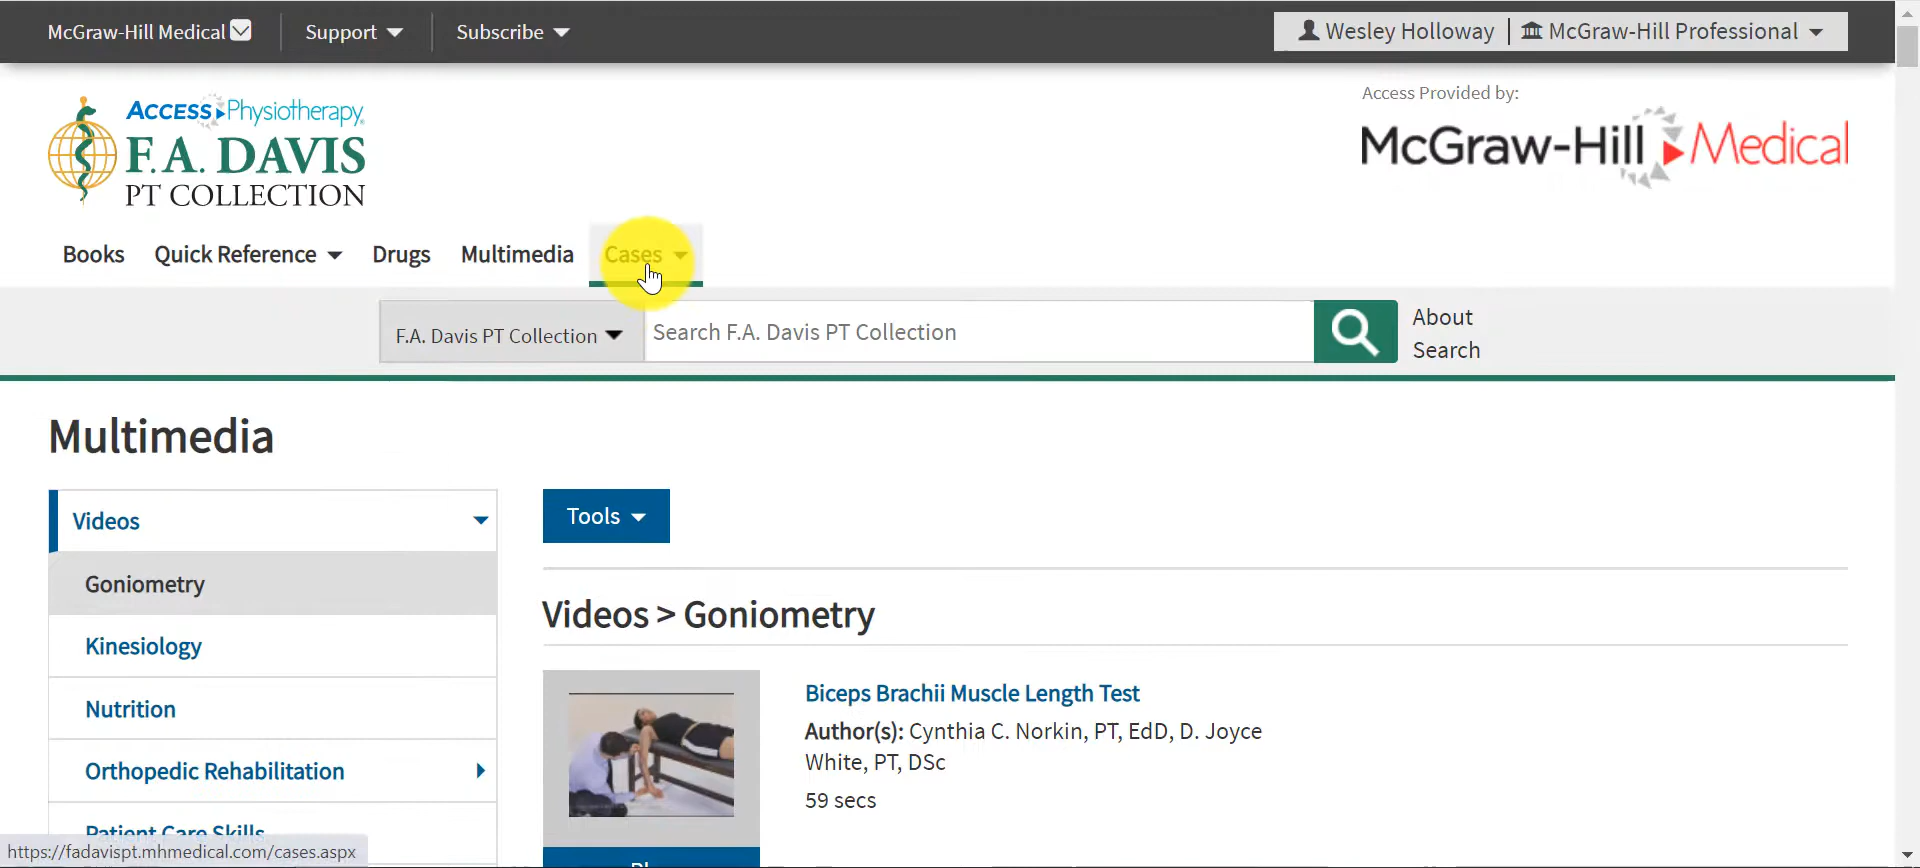 McGraw-Hill Medical
Support
Subscribe
Wesley Holloway
McGraw-Hill Professional
ACCESS Physiotherapy
F.A. DAVIS
PT COLLECTION
Access Provided by:
McGraw-Hill Medical
Books
Quick Reference
Drugs
Multimedia
Cases
F.A. Davis PT Collection
Search F.A. Davis PT Collection
About
Search
Multimedia
Videos
Goniometry
Kinesiology
Nutrition
Orthopedic Rehabilitation
Patient Care Skills
Tools
Videos > Goniometry
Biceps Brachii Muscle Length Test
Author(s): Cynthia C. Norkin, PT, EdD, D. Joyce
White, PT, DSc
59 secs
https://fadavispt.mhmedical.com/cases.aspx